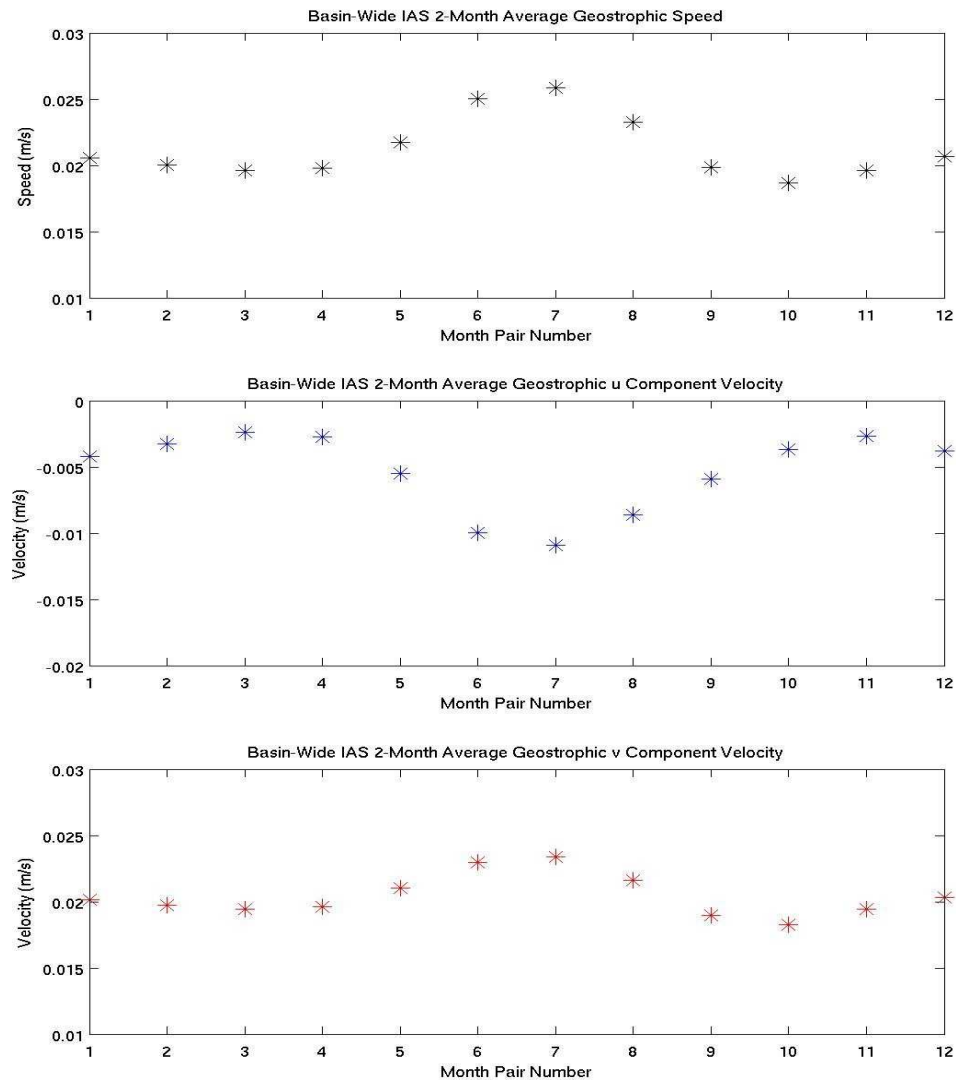 Basin-Wide IAS 2-Month Average Geostrophic Speed
0.03
0.025
0.02
0.015
0.01
Speed (m/s)
1 2 3 4 5 6 7 8 9 10 11 12
Month Pair Number
Basin-Wide IAS 2-Month Average Geostrophic u Component Velocity
0
-0.005
-0.01
-0.015
-0.02
Velocity (m/s)
1 2 3 4 5 6 7 8 9 10 11 12
Month Pair Number
Basin-Wide IAS 2-Month Average Geostrophic v Component Velocity
0.03
0.025
0.02
0.015
0.01
Velocity (m/s)
1 2 3 4 5 6 7 8 9 10 11 12
Month Pair Number